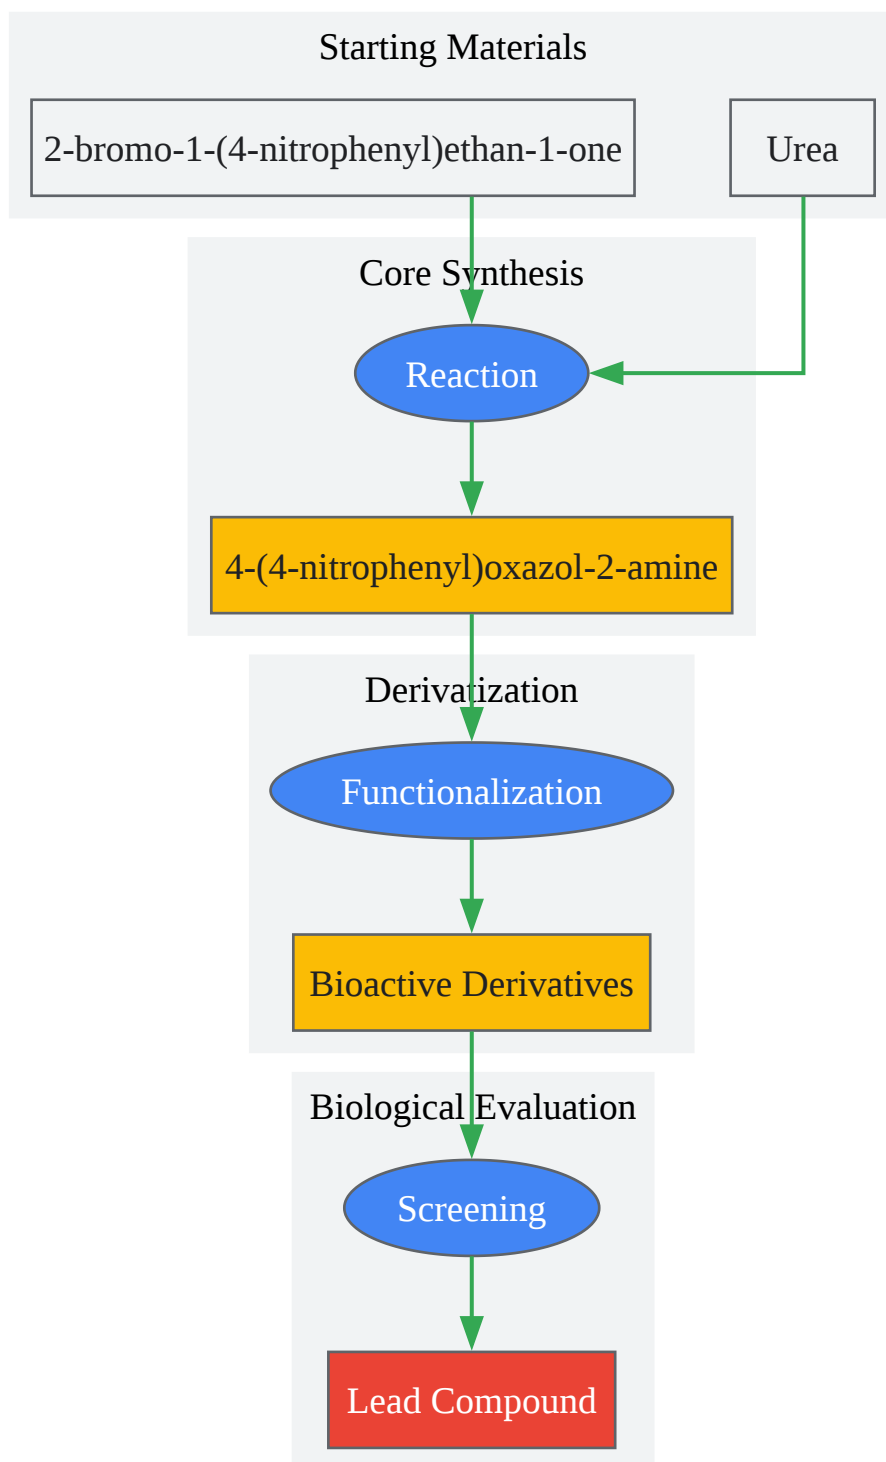 Starting Materials
2-bromo-1-(4-nitrophenyl)ethan-1-one
Urea
Core Synthesis
Reaction
4-(4-nitrophenyl)oxazol-2-amine
Derivatization
Functionalization
Bioactive Derivatives
Biological Evaluation
Screening
Lead Compound